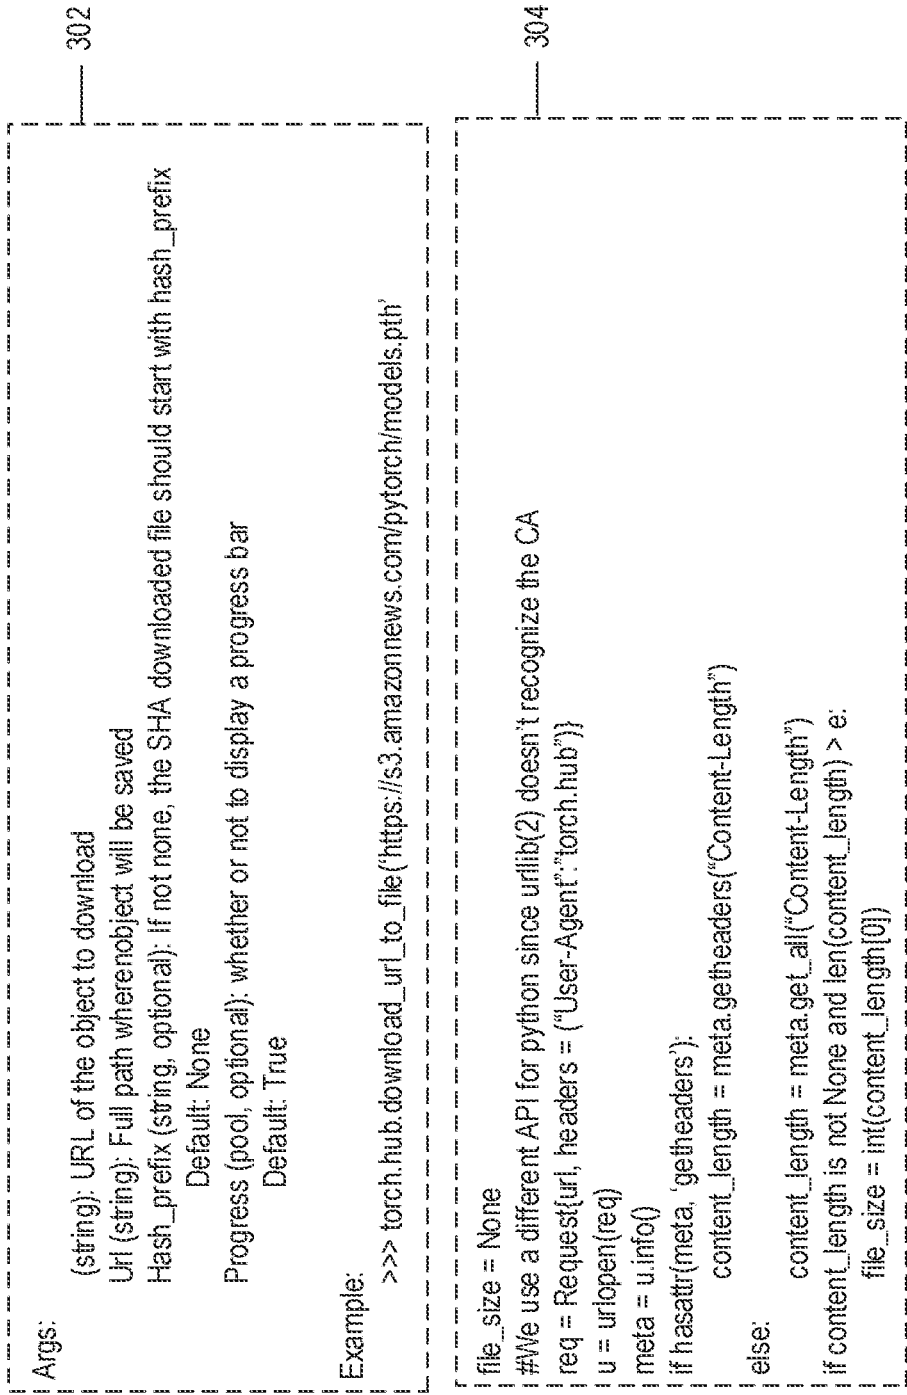 302
Args:
(string): URL of the object to download
Url (string): Full path wherenobject will be saved
Hash_prefix (string, optional): If not none, the SHA downloaded file should start with hash_prefix
Default: None
Progress (pool, optional): whether or not to display a progress bar
Default: True
Example:
>>> torch.hub.download_url_to_file('https://s3.amazonnews.com/pytorch/models.pth'
304
file_size = None
#We use a different API for python since urllib(2) doesn't recognize the CA
req = Request(url, headers = ("User-Agent":"torch.hub")}
u = urlopen(req)
meta = u.info()
if hasattr(meta, 'getheaders'):
content_length = meta.getheaders("Content-Length")
else:
content_length = meta.get_all("Content-Length")
if content_length is not None and len(content_length) > e:
file_size = int(content_length[0])